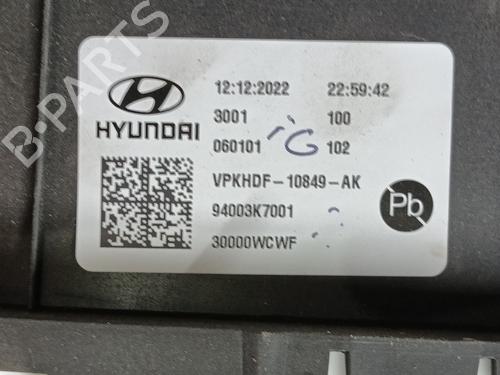 B-PARTS
12:12:2022 22:59:42
3001 100
HYUNDAI
060101 G 102
VPKHDF-10849-AK
Pb
94003K7001
30000WCWF